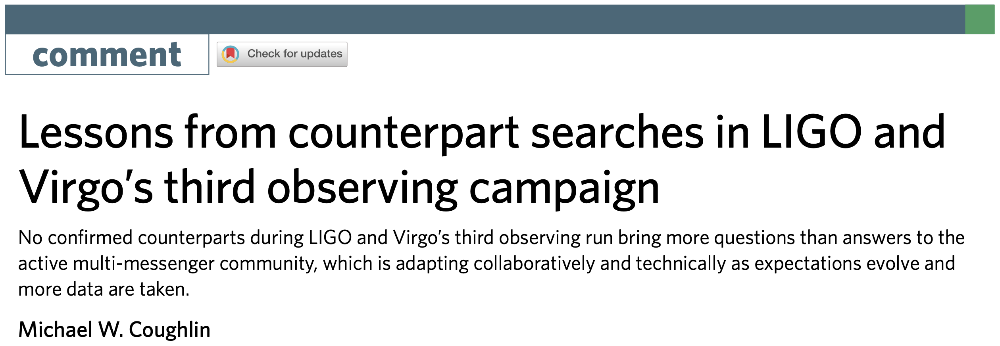 comment
Check for updates
Lessons from counterpart searches in LIGO and
Virgo’s third observing campaign
No confirmed counterparts during LIGO and Virgo’s third observing run bring more questions than answers to the
active multi-messenger community, which is adapting collaboratively and technically as expectations evolve and
more data are taken.
Michael W. Coughlin